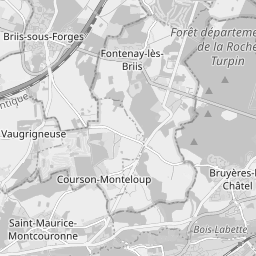 Briis-sous-Forges
Fontenay-lès-
Briis
Forêt départeme
de la Roche
Turpin
antique
Vaugrigneuse
Courson-Monteloup
Bruyères-l
Châtel
Saint-Maurice-
Montcouronne
Bois-Labette